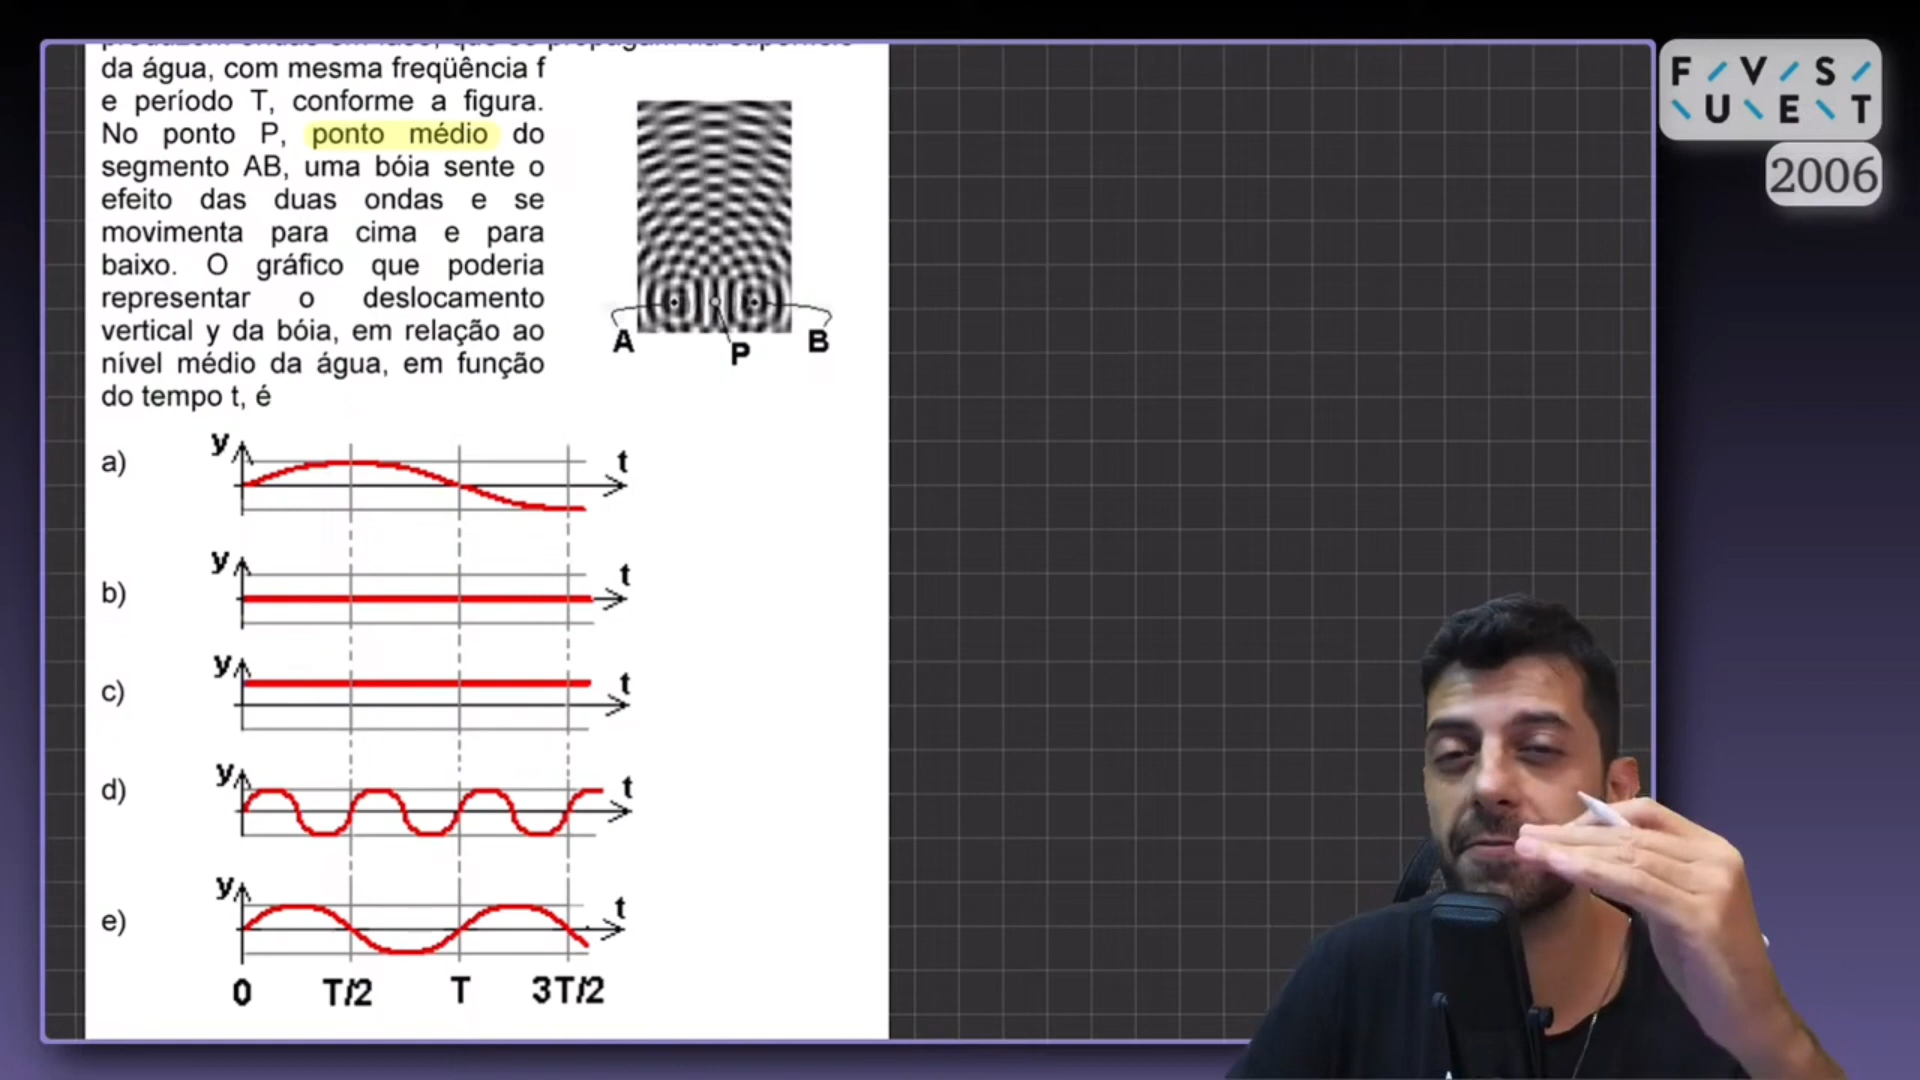 da água, com mesma freqüência f
e período T, conforme a figura.
No ponto P, ponto médio do
segmento AB, uma bóia sente o
efeito das duas ondas e se
movimenta para cima e para
baixo. O gráfico que poderia
representar o deslocamento
vertical y da bóia, em relação ao
nível médio da água, em função
do tempo t, é
A
P
B
a)
y
t
b)
y
t
c)
y
t
d)
y
t
e)
y
t
0 T/2 T 3T/2
F V S
U E T
2006